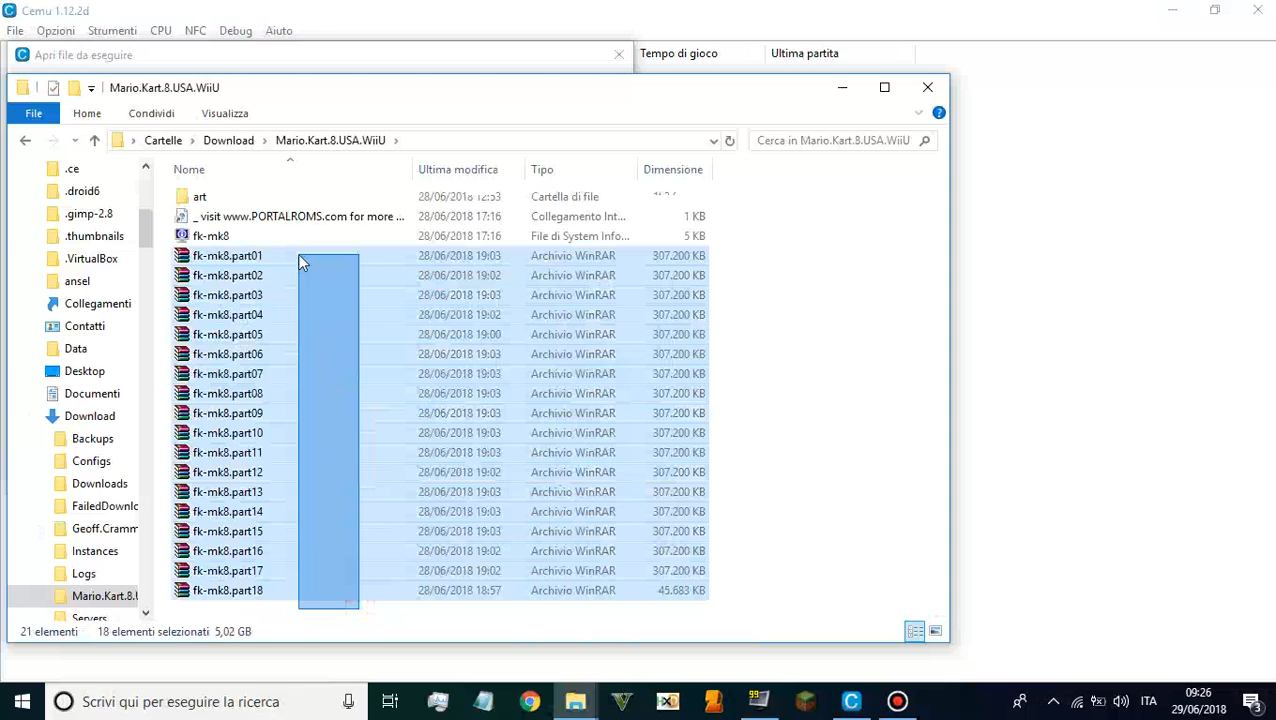 Cemu 1.12.2d
File Opzioni Strumenti CPU NFC Debug Aiuto
Apri file da eseguire
Tempo di gioco Ultima partita
Mario.Kart.8.USA.WiiU
File Home Condividi Visualizza
Cartelle Download Mario.Kart.8.USA.WiiU
Cerca in Mario.Kart.8.USA.WiiU
.ce
.droid6
.gimp-2.8
.thumbnails
.VirtualBox
ansel
Collegamenti
Contatti
Data
Desktop
Documenti
Download
Backups
Configs
Downloads
FailedDownlo
Geoff.Cramm
Instances
Logs
Mario.Kart.8.U
Servers
Nome Ultima modifica Tipo Dimensione
art 28/06/2018 12:53 Cartella di file
_ visit www.PORTALROMS.com for more ... 28/06/2018 17:16 Collegamento Int... 1 KB
fk-mk8 28/06/2018 17:16 File di System Info... 5 KB
fk-mk8.part01 28/06/2018 19:03 Archivio WinRAR 307.200 KB
fk-mk8.part02 28/06/2018 19:02 Archivio WinRAR 307.200 KB
fk-mk8.part03 28/06/2018 19:03 Archivio WinRAR 307.200 KB
fk-mk8.part04 28/06/2018 19:02 Archivio WinRAR 307.200 KB
fk-mk8.part05 28/06/2018 19:00 Archivio WinRAR 307.200 KB
fk-mk8.part06 28/06/2018 19:03 Archivio WinRAR 307.200 KB
fk-mk8.part07 28/06/2018 19:03 Archivio WinRAR 307.200 KB
fk-mk8.part08 28/06/2018 19:03 Archivio WinRAR 307.200 KB
fk-mk8.part09 28/06/2018 19:03 Archivio WinRAR 307.200 KB
fk-mk8.part10 28/06/2018 19:03 Archivio WinRAR 307.200 KB
fk-mk8.part11 28/06/2018 19:03 Archivio WinRAR 307.200 KB
fk-mk8.part12 28/06/2018 19:02 Archivio WinRAR 307.200 KB
fk-mk8.part13 28/06/2018 19:03 Archivio WinRAR 307.200 KB
fk-mk8.part14 28/06/2018 19:03 Archivio WinRAR 307.200 KB
fk-mk8.part15 28/06/2018 19:03 Archivio WinRAR 307.200 KB
fk-mk8.part16 28/06/2018 19:02 Archivio WinRAR 307.200 KB
fk-mk8.part17 28/06/2018 19:02 Archivio WinRAR 307.200 KB
fk-mk8.part18 28/06/2018 18:57 Archivio WinRAR 45.683 KB
21 elementi 18 elementi selezionati 5,02 GB
Scrivi qui per eseguire la ricerca
99
ITA
09:26
29/06/2018
3